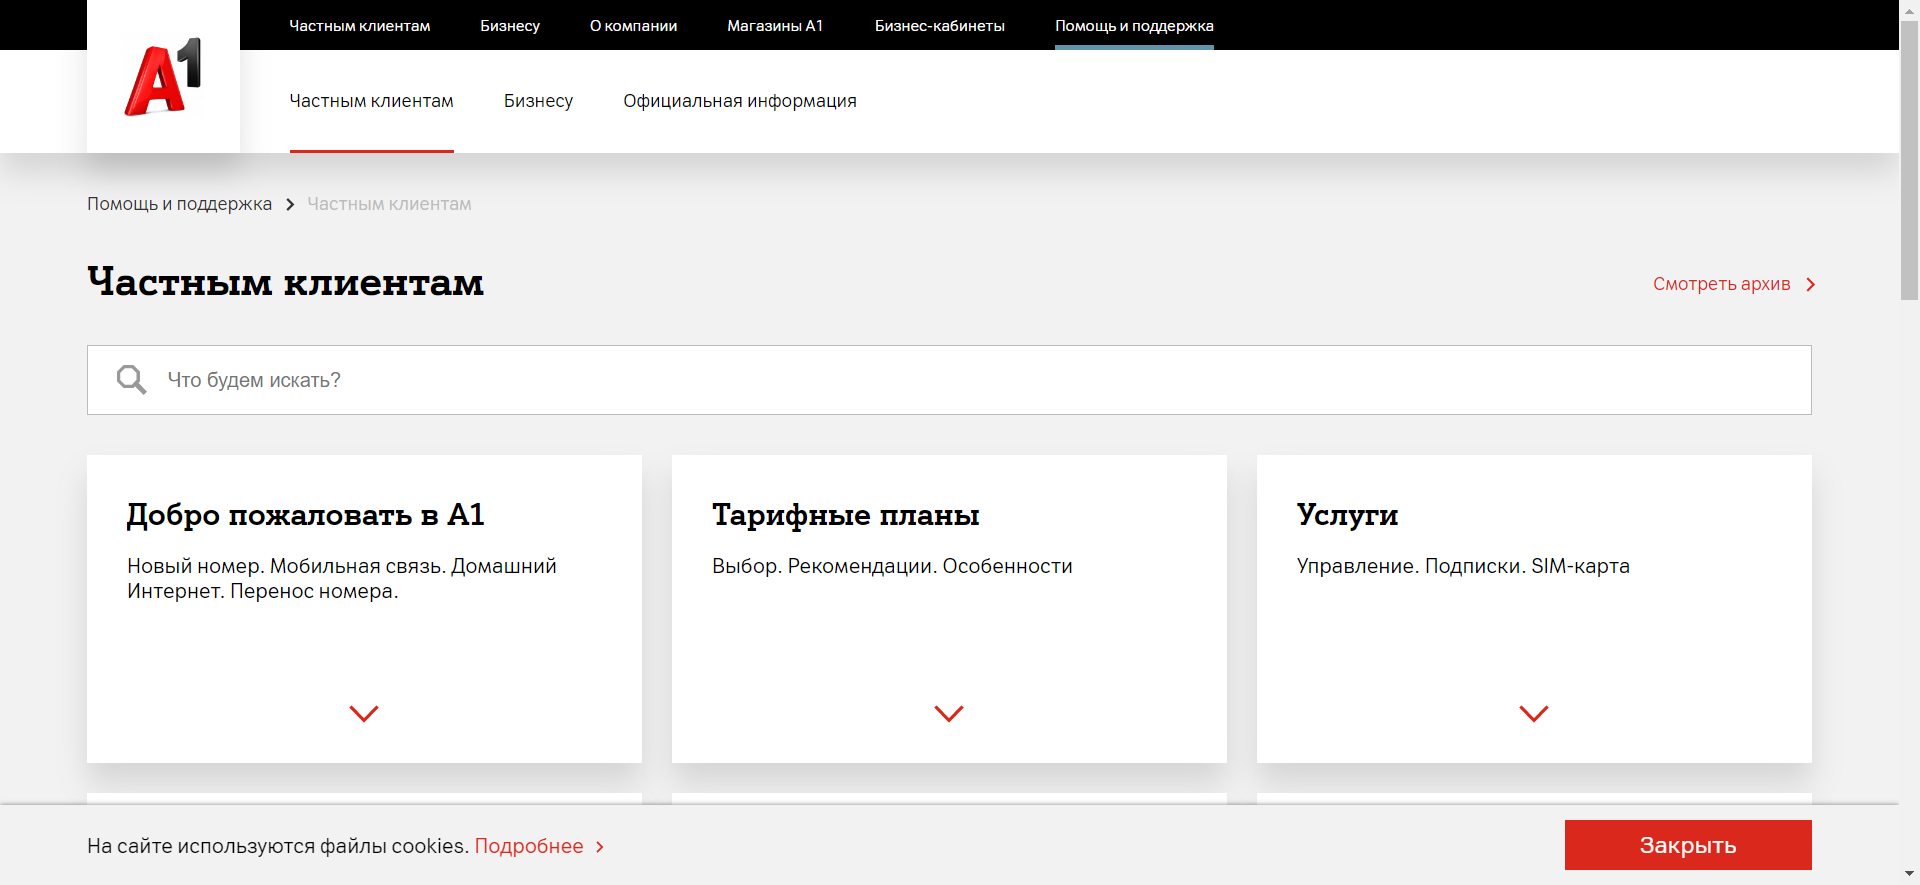 Частным клиентам
Бизнесу
О компании
Магазины А1
Бизнес-кабинеты
Помощь и поддержка
A1
Частным клиентам
Бизнесу
Официальная информация
Помощь и поддержка
Частным клиентам
Частным клиентам
Смотреть архив
Что будем искать?
Добро пожаловать в А1
Новый номер. Мобильная связь. Домашний
Интернет. Перенос номера.
Тарифные планы
Выбор. Рекомендации. Особенности
Услуги
Управление. Подписки. SIM-карта
На сайте используются файлы cookies. Подробнее
Закрыть